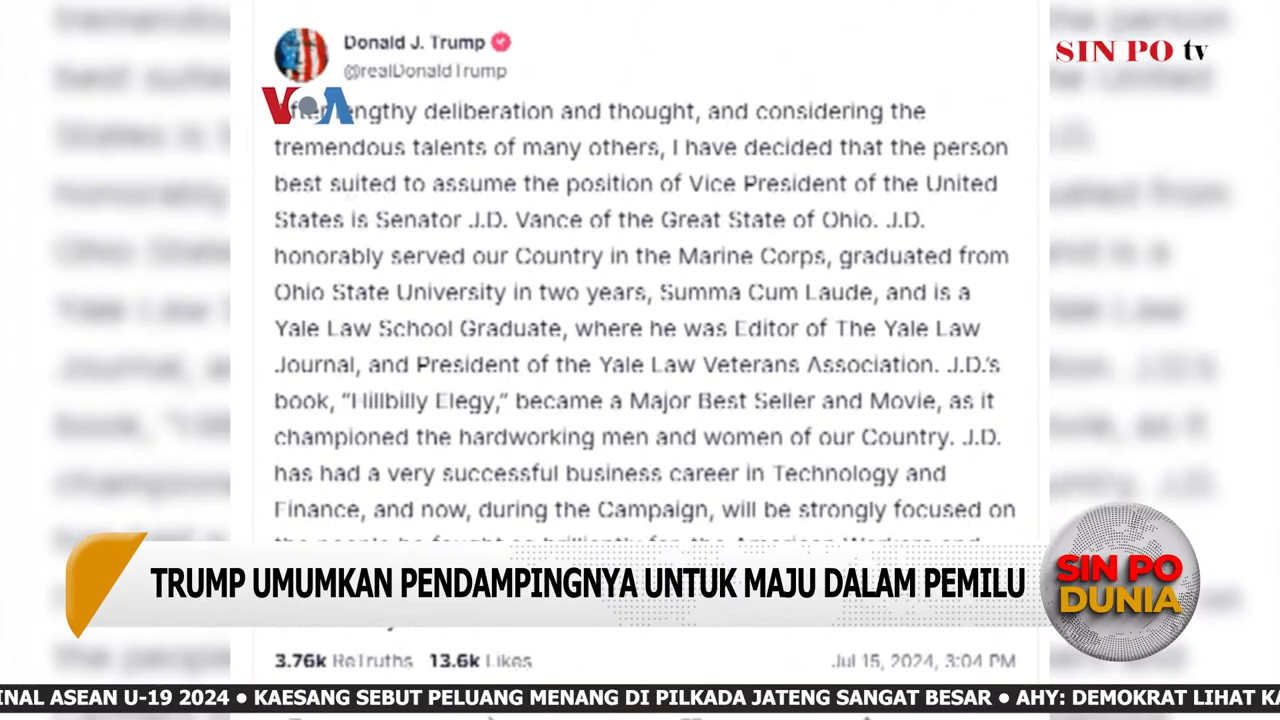 Donald J. Trump
@realDonaldTrump
SIN PO tv
VOA
lengthy deliberation and thought, and considering the
tremendous talents of many others, I have decided that the person
best suited to assume the position of Vice President of the United
States is Senator J.D. Vance of the Great State of Ohio. J.D.
honorably served our Country in the Marine Corps, graduated from
Ohio State University in two years, Summa Cum Laude, and is a
Yale Law School Graduate, where he was Editor of The Yale Law
Journal, and President of the Yale Law Veterans Association. J.D.'s
book, "Hillbilly Elegy," became a Major Best Seller and Movie, as it
championed the hardworking men and women of our Country. J.D.
has had a very successful business career in Technology and
Finance, and now, during the Campaign, will be strongly focused on
TRUMP UMUMKAN PENDAMPINGNYA UNTUK MAJU DALAM PEMILU
SIN PO
DUNIA
3.76k ReTruths 13.6k Likes Jul 15, 2024, 3:04 PM
INAL ASEAN U-19 2024 ● KAESANG SEBUT PELUANG MENANG DI PILKADA JATENG SANGAT BESAR ● AHY: DEMOKRAT LIHAT KA